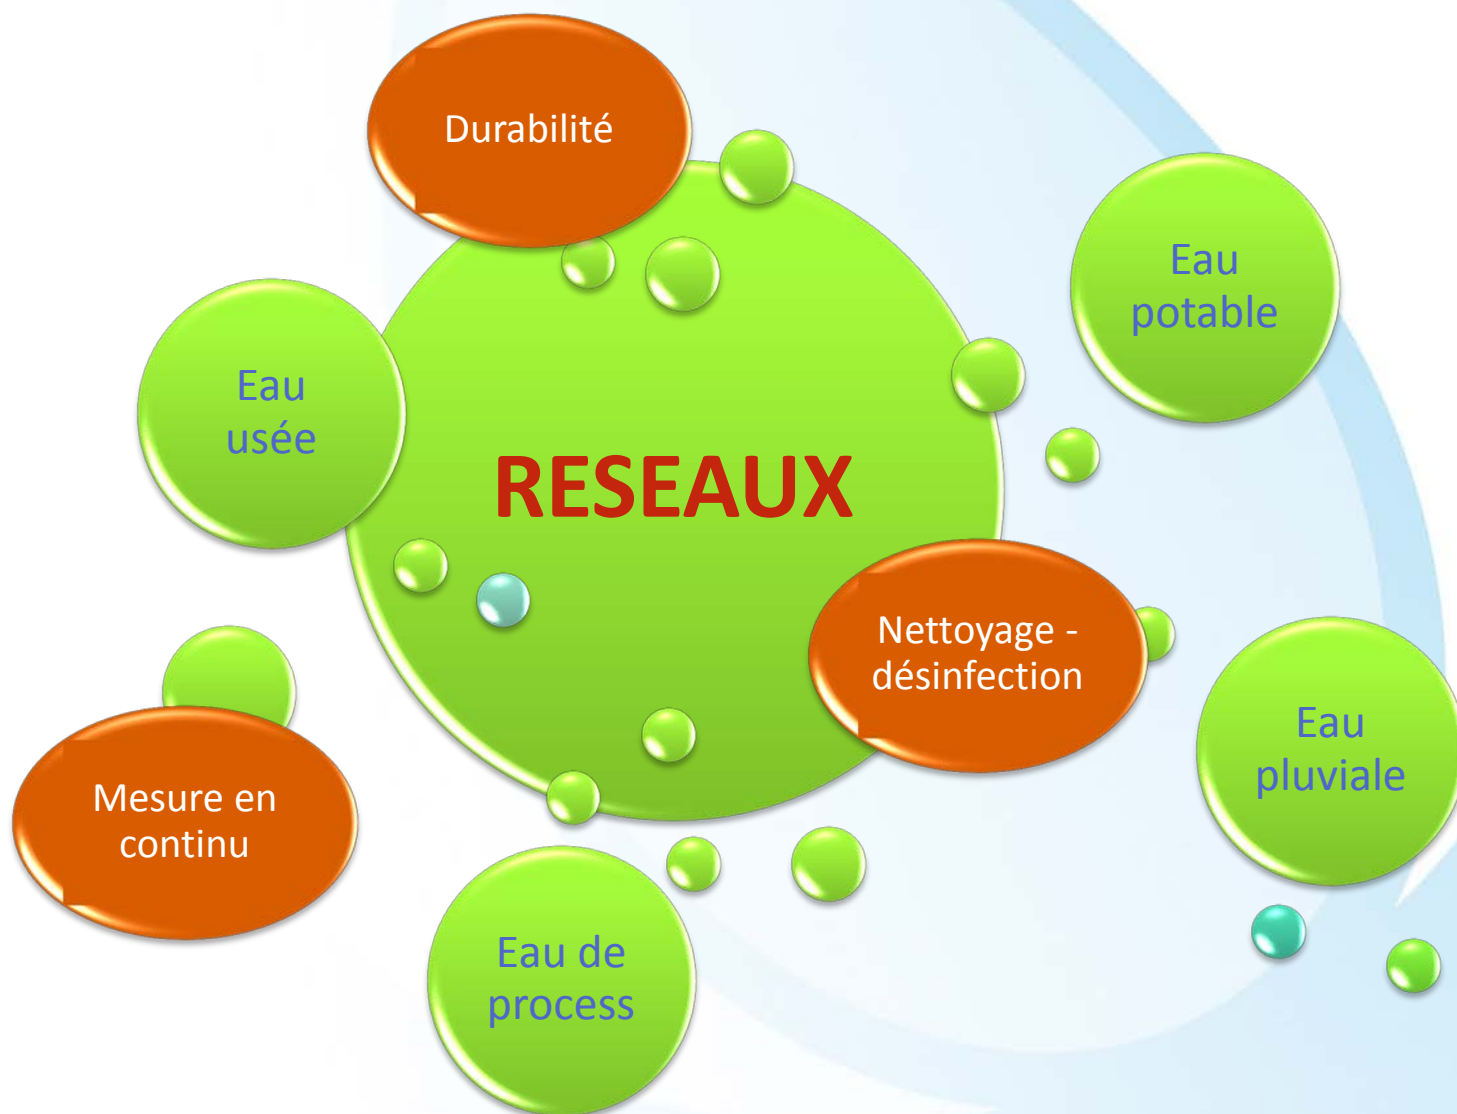 Durabilité
Eau
potable
Eau
usée
RESEAUX
Nettoyage -
désinfection
Eau
pluviale
Mesure en
continu
Eau de
process